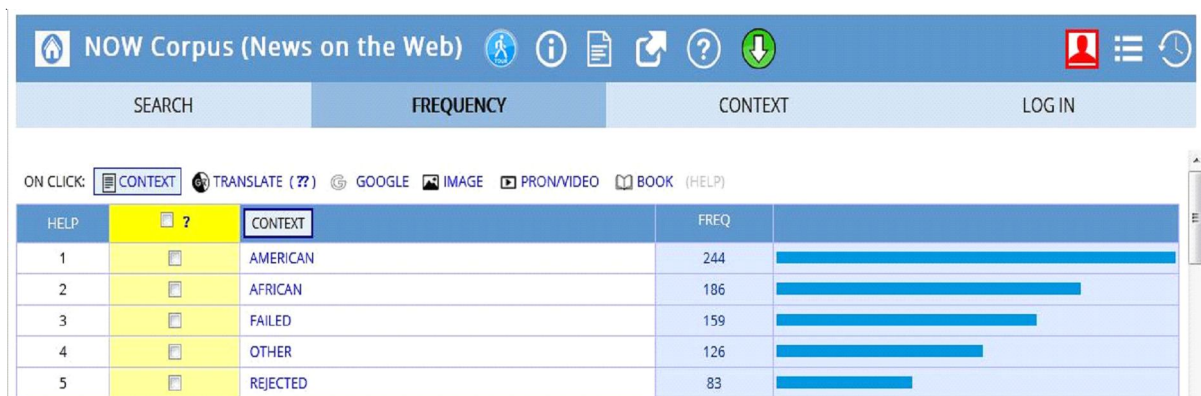 NOW Corpus (News on the Web)
SEARCH FREQUENCY CONTEXT LOG IN
ON CLICK: CONTEXT TRANSLATE (??) GOOGLE IMAGE PRON/VIDEO BOOK (HELP)
HELP ? CONTEXT FREQ
1 AMERICAN 244
2 AFRICAN 186
3 FAILED 159
4 OTHER 126
5 REJECTED 83